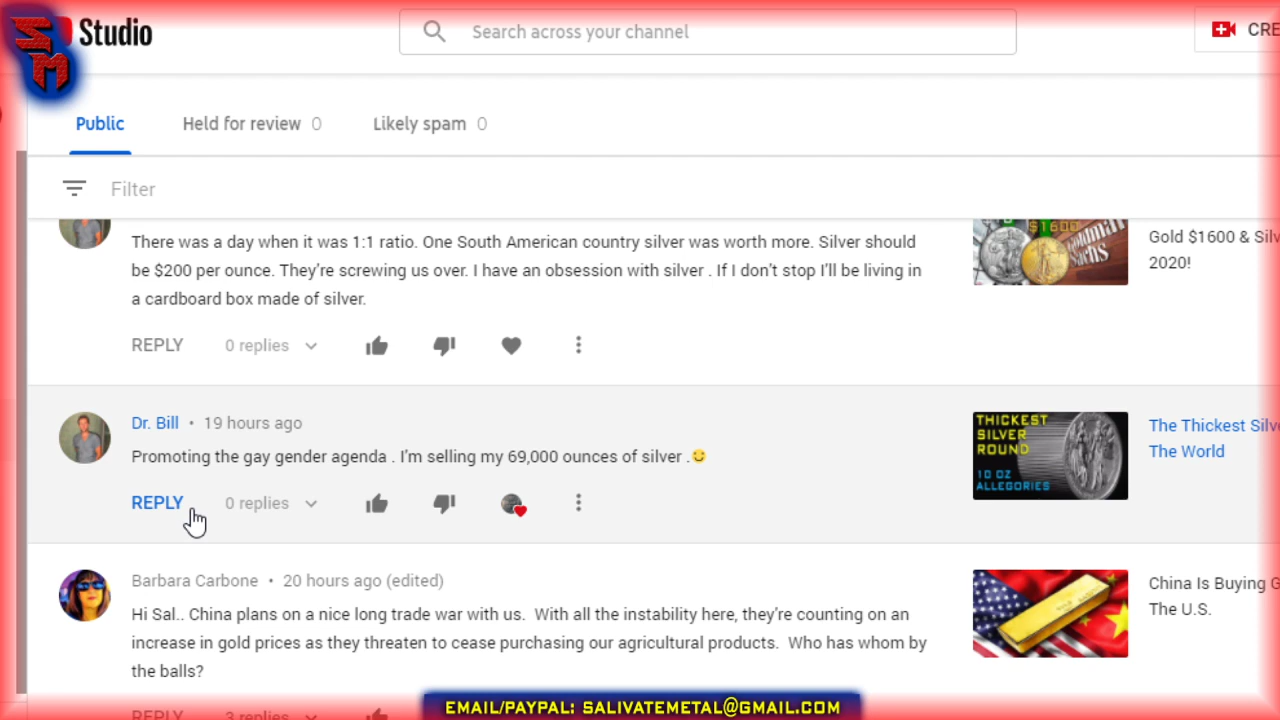 SM
Studio
Search across your channel
CRE
Public
Held for review 0
Likely spam 0
Filter
There was a day when it was 1:1 ratio. One South American country silver was worth more. Silver should
be $200 per ounce. They're screwing us over. I have an obsession with silver . If I don't stop I'll be living in
a cardboard box made of silver.
$1600
Goldman
Sachs
Gold $1600 & Silv
2020!
REPLY
0 replies
Dr. Bill • 19 hours ago
Promoting the gay gender agenda . I'm selling my 69,000 ounces of silver .
THICKEST
SILVER
ROUND
10 OZ
ALLEGORIES
The Thickest Silv
The World
REPLY
0 replies
Barbara Carbone • 20 hours ago (edited)
Hi Sal.. China plans on a nice long trade war with us. With all the instability here, they're counting on an
increase in gold prices as they threaten to cease purchasing our agricultural products. Who has whom by
the balls?
China Is Buying G
The U.S.
REPLY
3 replies
EMAIL/PAYPAL: SALIVATEMETAL@GMAIL.COM